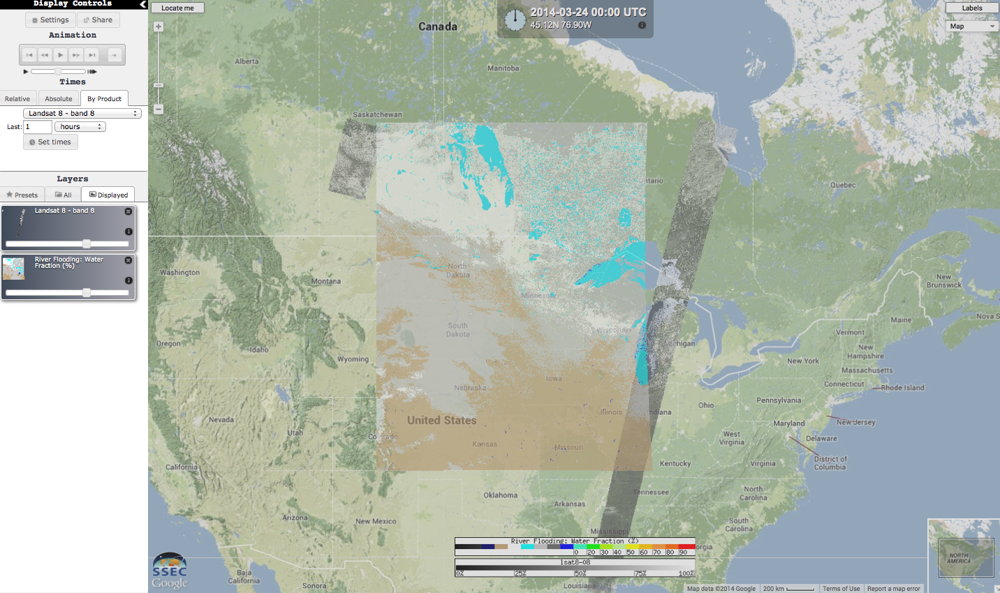 Display Controls
Settings
Share
Animation
Times
Relative
Absolute
By Product
Landsat 8 - band 8
Last:
1
hours
Set times
Layers
Presets
All
Displayed
Landsat 8 - band 8
River Flooding: Water
Fraction (%)
Locate me
2014-03-24 00:00 UTC
45.12N 76.90W
Labels
Map
Canada
Alberta
Manitoba
Saskatchewan
Ontario
Quebec
Washington
Montana
North
Dakota
Minnesota
New
Brunswick
Nova S
Maine
Oregon
Idaho
Wyoming
South
Dakota
Wisconsin
Michigan
Vermont
New
Hampshire
New York
Massachusetts
Connecticut
Rhode Island
Iowa
Nebraska
Illinois
Indiana
Ohio
Pennsylvania
Nevada
Utah
Colorado
United States
Kansas
Missouri
West
Virginia
Maryland
New Jersey
Delaware
District of
Columbia
California
Kentucky
Virginia
Arizona
New Mexico
Oklahoma
Arkansas
Tennessee
North
Carolina
South
Carolina
Mississippi
orgia
Louisiana
Baja
California
Sonora
River Flooding: Water Fraction (%)
0 20 30 40 50 60 70 80 90
lsat8-08
0% 25% 50% 75% 100%
SSEC
Google
NORTH
AMERICA
Map data ©2014 Google
200 km
Terms of Use
Report a map error